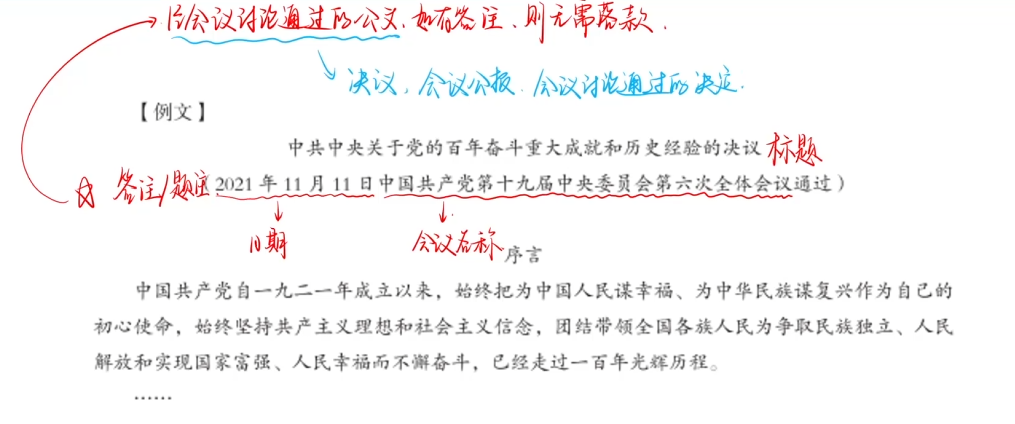 经会议讨论通过的公文,如有签注、则无需落款.
决议、会议公报、会议讨论通过的决定.
【例文】
中共中央关于党的百年奋斗重大成就和历史经验的决议 标题
签注/题注 2021年11月11日中国共产党第十九届中央委员会第六次全体会议通过)
日期 会议名称
序言
中国共产党自一九二一年成立以来,始终把为中国人民谋幸福、为中华民族谋复兴作为自己的
初心使命,始终坚持共产主义理想和社会主义信念,团结带领全国各族人民为争取民族独立、人民
解放和实现国家富强、人民幸福而不懈奋斗,已经走过一百年光辉历程。
……